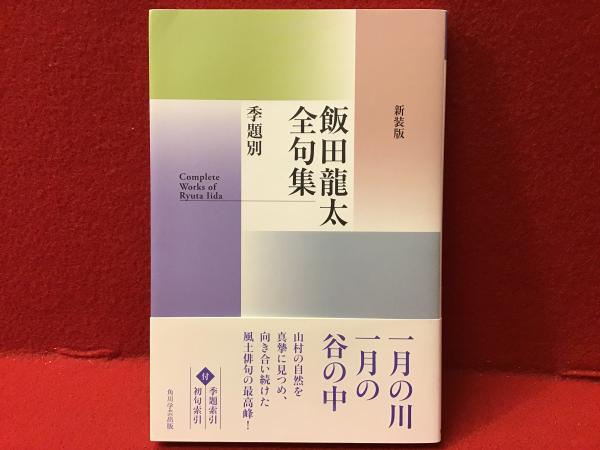 新装版
飯田龍太
全句集
季題別
Complete
Works of
Ryuta Iida
一月の川
一月の
谷の中
山村の自然を
真摯に見つめ、
向き合い続けた
風土俳句の最高峰!
付
季題索引
初句索引
角川学芸出版